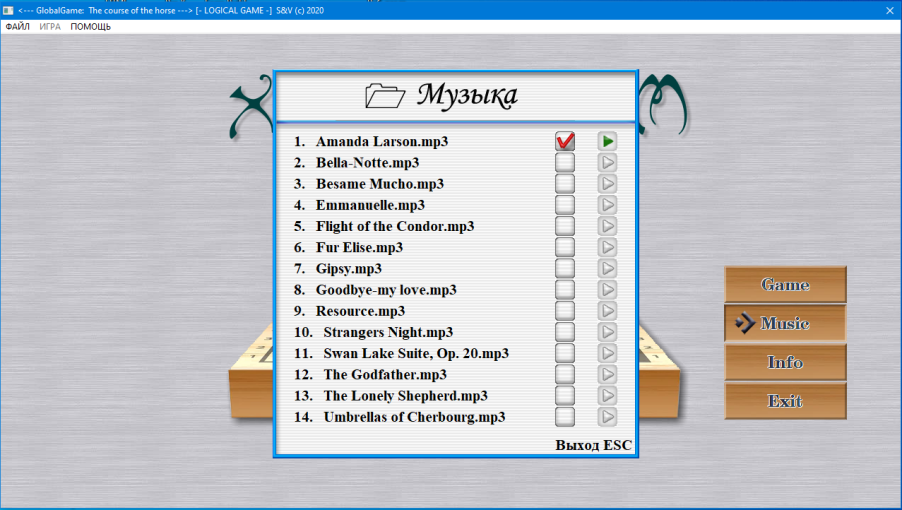 <--- GlobalGame: The course of the horse ---> [- LOGICAL GAME -] S&V (c) 2020
ФАЙЛ ИГРА ПОМОЩЬ
Музыка
1. Amanda Larson.mp3
2. Bella-Notte.mp3
3. Besame Mucho.mp3
4. Emmanuelle.mp3
5. Flight of the Condor.mp3
6. Fur Elise.mp3
7. Gipsy.mp3
8. Goodbye-my love.mp3
9. Resource.mp3
10. Strangers Night.mp3
11. Swan Lake Suite, Op. 20.mp3
12. The Godfather.mp3
13. The Lonely Shepherd.mp3
14. Umbrellas of Cherbourg.mp3
Выход ESC
Game
Music
Info
Exit